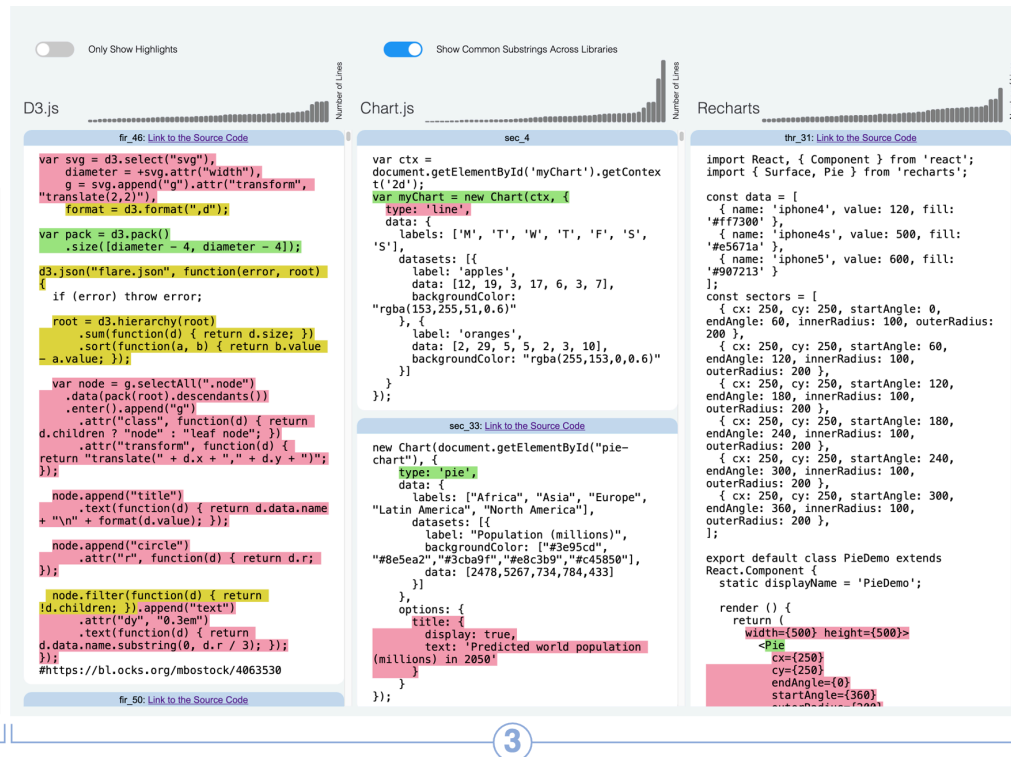 Only Show Highlights
Show Common Substrings Across Libraries
D3.js
Number of Lines
fir_46: Link to the Source Code
var svg = d3.select("svg"),
diameter = +svg.attr("width"),
g = svg.append("g").attr("transform",
"translate(2,2)"),
format = d3.format(",d");
var pack = d3.pack()
.size([diameter - 4, diameter - 4]);
d3.json("flare.json", function(error, root)
{
if (error) throw error;
root = d3.hierarchy(root)
.sum(function(d) { return d.size; })
.sort(function(a, b) { return b.value
- a.value; });
var node = g.selectAll(".node")
.data(pack(root).descendants())
.enter().append("g")
.attr("class", function(d) { return
d.children ? "node" : "leaf node"; })
.attr("transform", function(d) {
return "translate(" + d.x + "," + d.y + ")";
});
node.append("title")
.text(function(d) { return d.data.name
+ "\n" + format(d.value); });
node.append("circle")
.attr("r", function(d) { return d.r;
});
node.filter(function(d) { return
!d.children; }).append("text")
.attr("dy", "0.3em")
.text(function(d) { return
d.data.name.substring(0, d.r / 3); });
});
#https://bl.ocks.org/mbostock/4063530
fir_50: Link to the Source Code
Chart.js
Number of Lines
sec_4
var ctx =
document.getElementById('myChart').getContex
t('2d');
var myChart = new Chart(ctx, {
type: 'line',
data: {
labels: ['M', 'T', 'W', 'T', 'F', 'S',
'S'],
datasets: [{
label: 'apples',
data: [12, 19, 3, 17, 6, 3, 7],
backgroundColor:
"rgba(153,255,51,0.6)"
}, {
label: 'oranges',
data: [2, 29, 5, 5, 2, 3, 10],
backgroundColor: "rgba(255,153,0,0.6)"
}]
}
});
sec_33: Link to the Source Code
new Chart(document.getElementById("pie-
chart"), {
type: 'pie',
data: {
labels: ["Africa", "Asia", "Europe",
"Latin America", "North America"],
datasets: [{
label: "Population (millions)",
backgroundColor: ["#3e95cd",
"#8e5ea2","#3cba9f","#e8c3b9","#c45850"],
data: [2478,5267,734,784,433]
}]
},
options: {
title: {
display: true,
text: 'Predicted world population
(millions) in 2050'
}
}
});
Recharts
thr_31: Link to the Source Code
import React, { Component } from 'react';
import { Surface, Pie } from 'recharts';
const data = [
{ name: 'iphone4', value: 120, fill:
'#ff7300' },
{ name: 'iphone4s', value: 500, fill:
'#e5671a' },
{ name: 'iphone5', value: 600, fill:
'#907213' }
];
const sectors = [
{ cx: 250, cy: 250, startAngle: 0,
endAngle: 60, innerRadius: 100, outerRadius:
200 },
{ cx: 250, cy: 250, startAngle: 60,
endAngle: 120, innerRadius: 100,
outerRadius: 200 },
{ cx: 250, cy: 250, startAngle: 120,
endAngle: 180, innerRadius: 100,
outerRadius: 200 },
{ cx: 250, cy: 250, startAngle: 180,
endAngle: 240, innerRadius: 100,
outerRadius: 200 },
{ cx: 250, cy: 250, startAngle: 240,
endAngle: 300, innerRadius: 100,
outerRadius: 200 },
{ cx: 250, cy: 250, startAngle: 300,
endAngle: 360, innerRadius: 100,
outerRadius: 200 },
];
export default class PieDemo extends
React.Component {
static displayName = 'PieDemo';
render () {
return (
width={500} height={500}>
<Pie
cx={250}
cy={250}
endAngle={0}
startAngle={360}
3